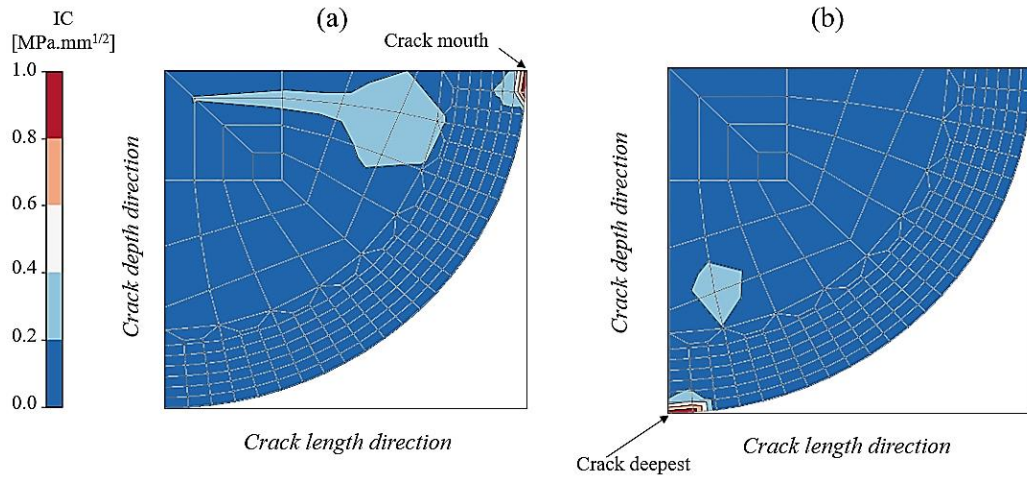 IC
[MPa.mm1/2]
1.0
0.8
0.6
0.4
0.2
0.0
(a)
Crack mouth
Crack depth direction
Crack length direction
(b)
Crack depth direction
Crack length direction
Crack deepest